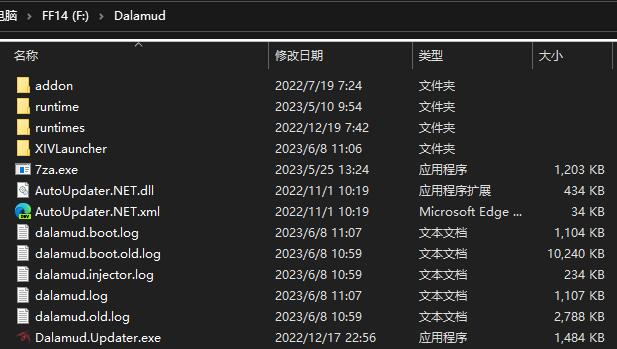 电脑 > FF14 (F:) > Dalamud
名称 修改日期 类型 大小
addon 2022/7/19 7:24 文件夹
runtime 2023/5/10 9:54 文件夹
runtimes 2022/12/19 7:42 文件夹
XIVLauncher 2023/6/8 11:06 文件夹
7za.exe 2023/5/25 13:24 应用程序 1,203 KB
AutoUpdater.NET.dll 2022/11/1 10:19 应用程序扩展 434 KB
AutoUpdater.NET.xml 2022/11/1 10:19 Microsoft Edge ... 34 KB
dalamud.boot.log 2023/6/8 11:07 文本文档 1,104 KB
dalamud.boot.old.log 2023/6/8 10:59 文本文档 10,240 KB
dalamud.injector.log 2023/6/8 10:59 文本文档 234 KB
dalamud.log 2023/6/8 11:07 文本文档 1,107 KB
dalamud.old.log 2023/6/8 10:59 文本文档 2,788 KB
Dalamud.Updater.exe 2022/12/17 22:56 应用程序 1,484 KB